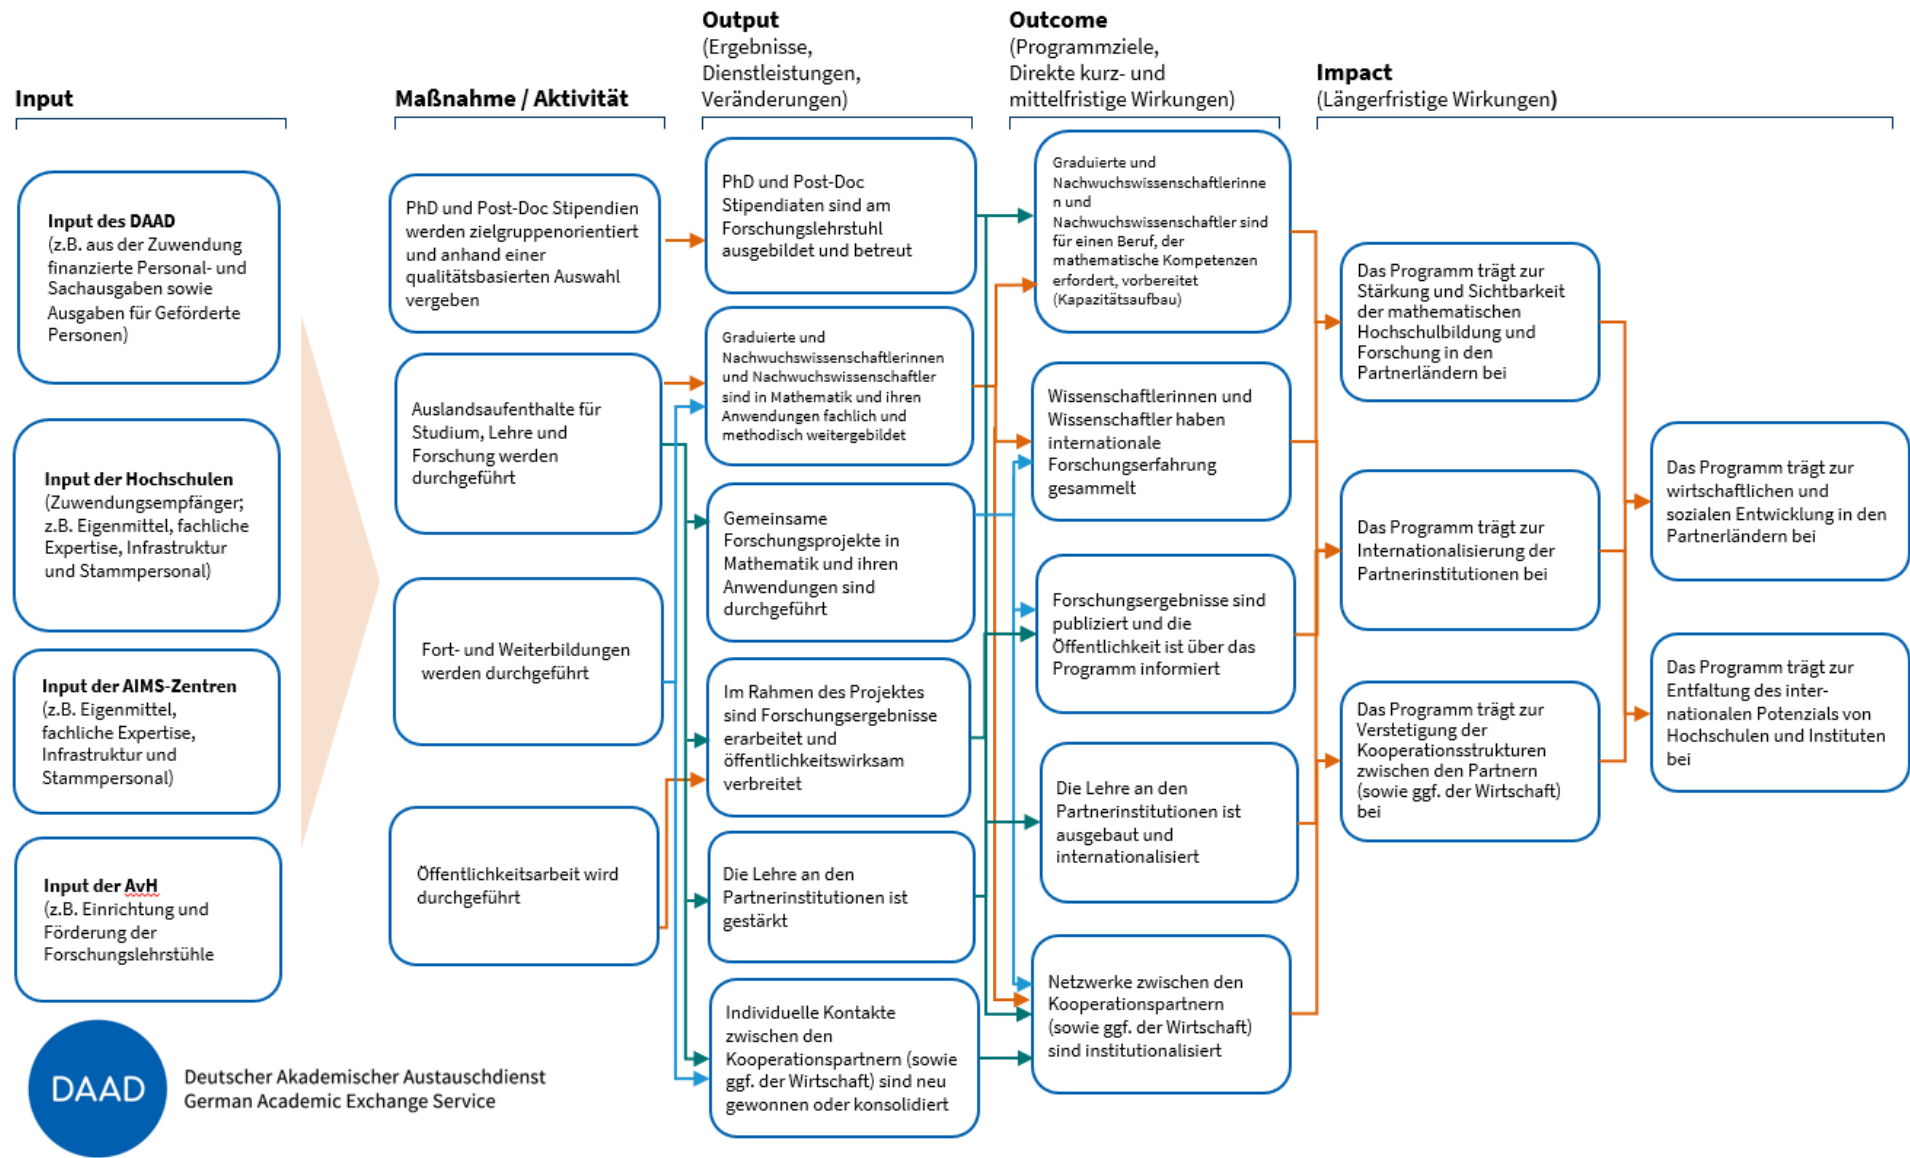 Input
Maßnahme / Aktivität
Output
(Ergebnisse,
Dienstleistungen,
Veränderungen)
Outcome
(Programmziele,
Direkte kurz- und
mittelfristige Wirkungen)
Impact
(Längerfristige Wirkungen)
Input des DAAD
(z.B. aus der Zuwendung
finanzierte Personal- und
Sachausgaben sowie
Ausgaben für Geförderte
Personen)
Input der Hochschulen
(Zuwendungsempfänger;
z.B. Eigenmittel, fachliche
Expertise, Infrastruktur
und Stammpersonal)
Input der AIMS-Zentren
(z.B. Eigenmittel,
fachliche Expertise,
Infrastruktur und
Stammpersonal)
Input der AvH
(z.B. Einrichtung und
Förderung der
Forschungslehrstühle
PhD und Post-Doc Stipendien
werden zielgruppenorientiert
und anhand einer
qualitätsbasierten Auswahl
vergeben
Auslandsaufenthalte für
Studium, Lehre und
Forschung werden
durchgeführt
Fort- und Weiterbildungen
werden durchgeführt
Öffentlichkeitsarbeit wird
durchgeführt
PhD und Post-Doc
Stipendiaten sind am
Forschungslehrstuhl
ausgebildet und betreut
Graduierte und
Nachwuchswissenschaftlerinnen
und Nachwuchswissenschaftler
sind in Mathematik und ihren
Anwendungen fachlich und
methodisch weitergebildet
Gemeinsame
Forschungsprojekte in
Mathematik und ihren
Anwendungen sind
durchgeführt
Im Rahmen des Projektes
sind Forschungsergebnisse
erarbeitet und
öffentlichkeitswirksam
verbreitet
Die Lehre an den
Partnerinstitutionen ist
gestärkt
Individuelle Kontakte
zwischen den
Kooperationspartnern (sowie
ggf. der Wirtschaft) sind neu
gewonnen oder konsolidiert
Graduierte und
Nachwuchswissenschaftlerinne
n und
Nachwuchswissenschaftler sind
für einen Beruf, der
mathematische Kompetenzen
erfordert, vorbereitet
(Kapazitätsaufbau)
Wissenschaftlerinnen und
Wissenschaftler haben
internationale
Forschungserfahrung
gesammelt
Forschungsergebnisse sind
publiziert und die
Öffentlichkeit ist über das
Programm informiert
Die Lehre an den
Partnerinstitutionen ist
ausgebaut und
internationalisiert
Netzwerke zwischen den
Kooperationspartnern
(sowie ggf. der Wirtschaft)
sind institutionalisiert
Das Programm trägt zur
Stärkung und Sichtbarkeit
der mathematischen
Hochschulbildung und
Forschung in den
Partnerländern bei
Das Programm trägt zur
Internationalisierung der
Partnerinstitutionen bei
Das Programm trägt zur
Verstetigung der
Kooperationsstrukturen
zwischen den Partnern
(sowie ggf. der Wirtschaft)
bei
Das Programm trägt zur
wirtschaftlichen und
sozialen Entwicklung in den
Partnerländern bei
Das Programm trägt zur
Entfaltung des inter-
nationalen Potenzials von
Hochschulen und Instituten
bei
DAAD
Deutscher Akademischer Austauschdienst
German Academic Exchange Service